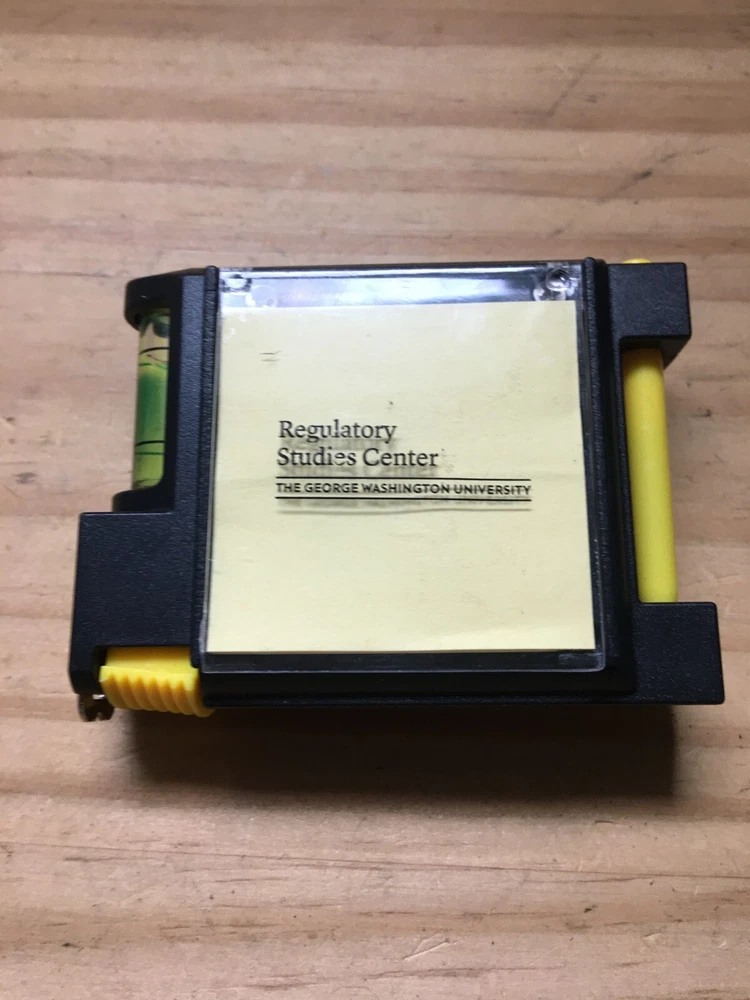 Regulatory
Studies Center
THE GEORGE WASHINGTON UNIVERSITY